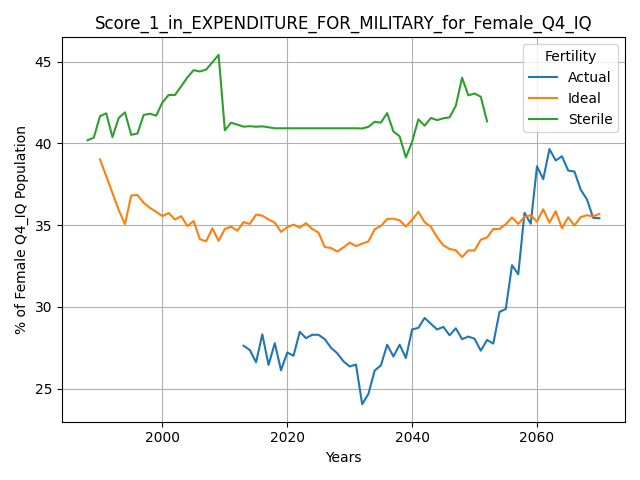 Score_1_in_EXPENDITURE_FOR_MILITARY_for_Female_Q4_IQ
Fertility
Actual
Ideal
Sterile
% of Female Q4_IQ Population
45
40
35
30
25
2000
2020
2040
2060
Years